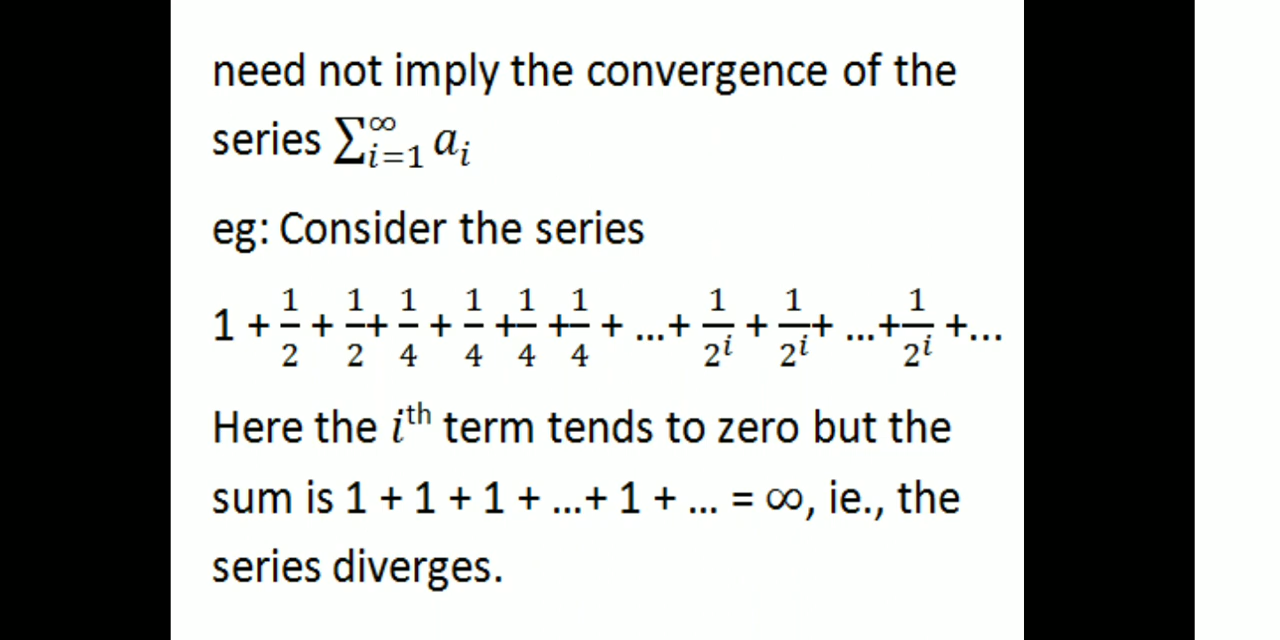 need not imply the convergence of the
series ∑_{i=1}^{∞} a_i
eg: Consider the series
1 + 1/2 + 1/2 + 1/4 + 1/4 + 1/4 + 1/4 + ...+ 1/2^i + 1/2^i + ...+ 1/2^i +...
Here the i^th term tends to zero but the
sum is 1 + 1 + 1 + ...+ 1 + ... = ∞, ie., the
series diverges.